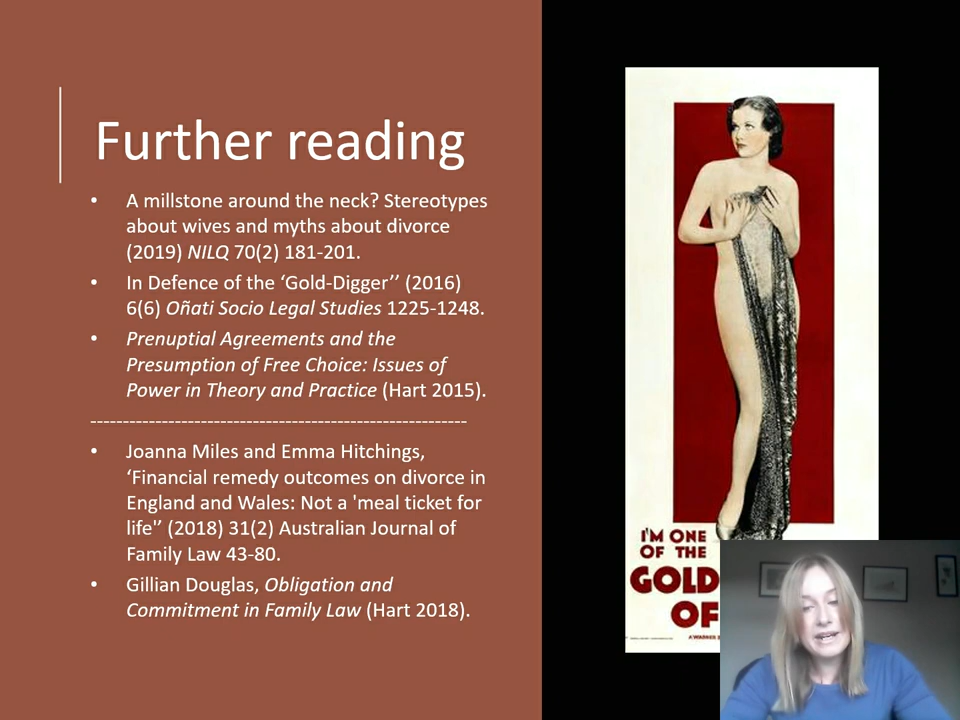 Further reading
• A millstone around the neck? Stereotypes
about wives and myths about divorce
(2019) NILQ 70(2) 181-201.
• In Defence of the ‘Gold-Digger’’ (2016)
6(6) Oñati Socio Legal Studies 1225-1248.
• Prenuptial Agreements and the
Presumption of Free Choice: Issues of
Power in Theory and Practice (Hart 2015).
----------------------------------------------------------
• Joanna Miles and Emma Hitchings,
‘Financial remedy outcomes on divorce in
England and Wales: Not a 'meal ticket for
life'’ (2018) 31(2) Australian Journal of
Family Law 43-80.
• Gillian Douglas, Obligation and
Commitment in Family Law (Hart 2018).
I'M ONE
OF THE
GOLD
OF
A WARNER